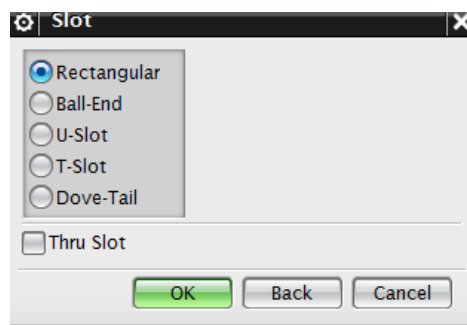 Slot
Rectangular
Ball-End
U-Slot
T-Slot
Dove-Tail
Thru Slot
OK Back Cancel